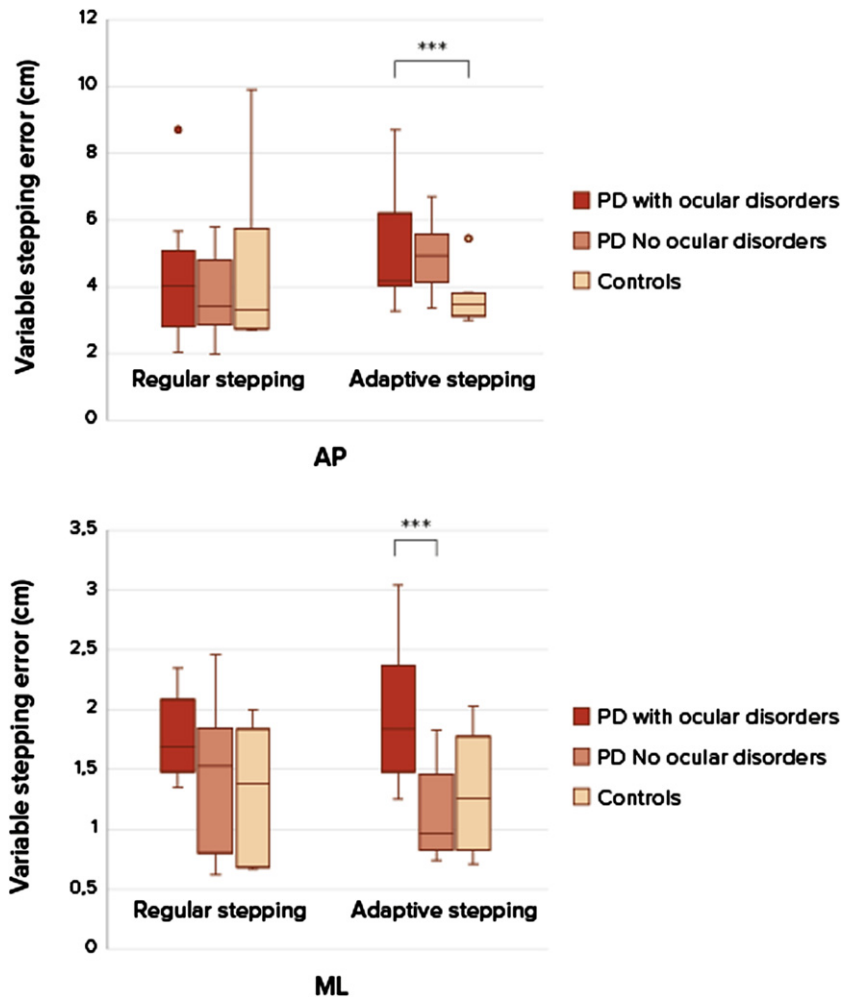 Variable stepping error (cm)
12
10
8
6
4
2
0
***
Regular stepping
Adaptive stepping
AP
PD with ocular disorders
PD No ocular disorders
Controls
Variable stepping error (cm)
3,5
3
2,5
2
1,5
1
0,5
0
***
Regular stepping
Adaptive stepping
ML
PD with ocular disorders
PD No ocular disorders
Controls